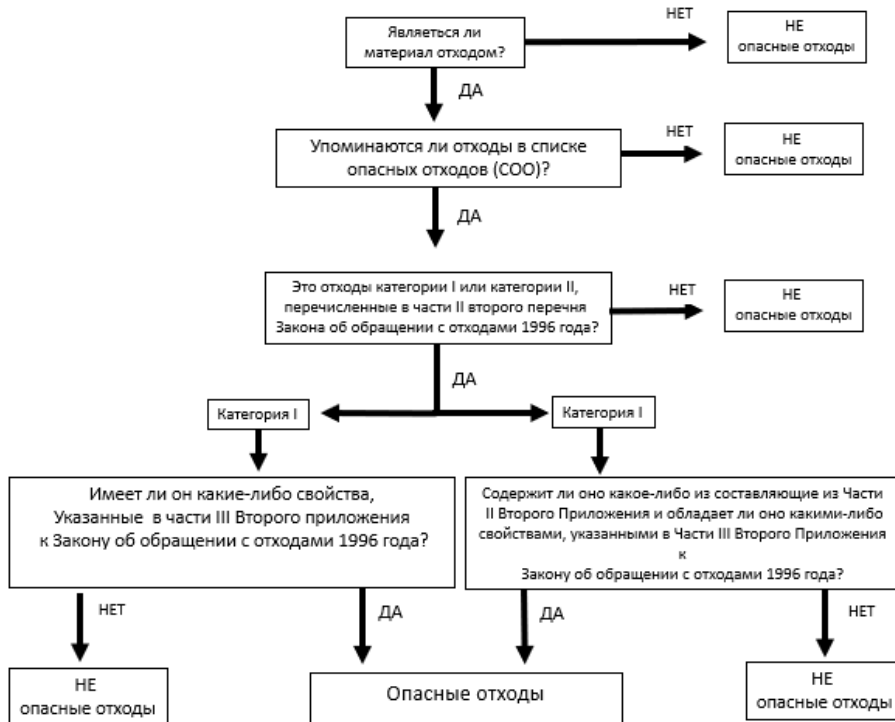 Являеться ли
материал отходом?
НЕТ
НЕ
опасные отходы
ДА
Упоминаются ли отходы в списке
опасных отходов (СОО)?
НЕТ
НЕ
опасные отходы
ДА
Это отходы категории I или категории II,
перечисленные в части II второго перечня
Закона об обращении с отходами 1996 года?
НЕТ
НЕ
опасные отходы
ДА
Категория I
Категория I
Имеет ли он какие-либо свойства,
Указанные в части III Второго приложения
к Закону об обращении с отходами 1996 года?
Содержит ли оно какое-либо из составляющие из Части
II Второго Приложения и обладает ли оно какими-либо
свойствами, указанными в Части III Второго Приложения
к
Закону об обращении с отходами 1996 года?
НЕТ
ДА
ДА
НЕТ
НЕ
опасные отходы
Опасные отходы
НЕ
опасные отходы